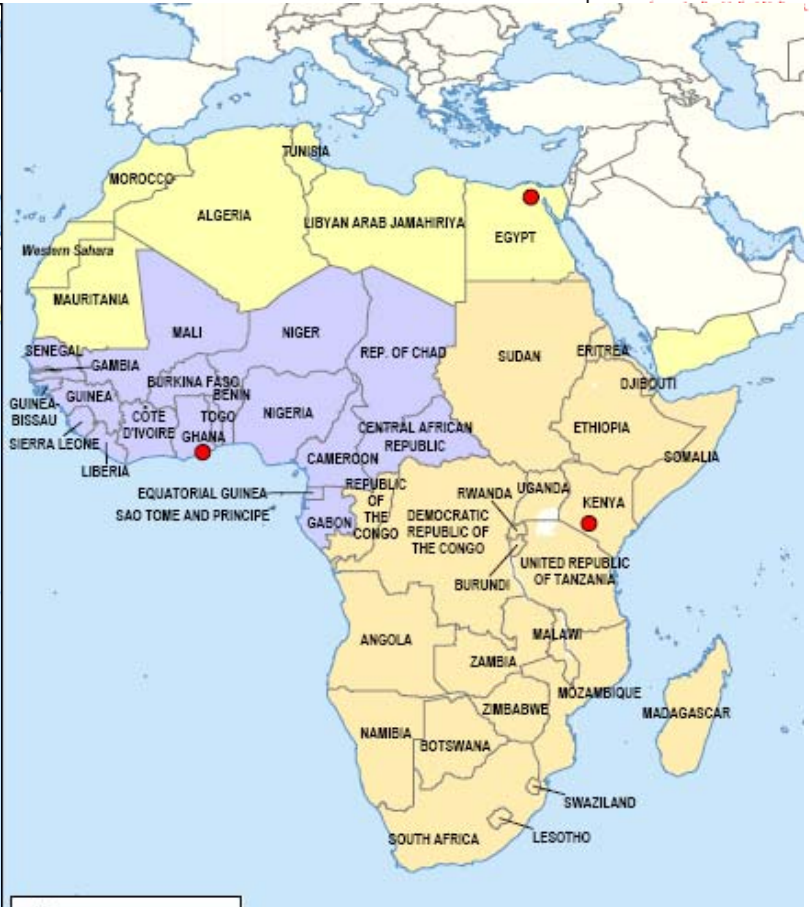 TUNISIA
MOROCCO
ALGERIA
LIBYAN ARAB JAMAHIRIYA
EGYPT
Western Sahara
MAURITANIA
MALI
NIGER
REP. OF CHAD
SUDAN
ERITREA
SENEGAL
GAMBIA
DJIBOUTI
BURKINA FASO
BENIN
GUINEA
GUINEA-
BISSAU
CÔTE
D'IVOIRE
TOGO
NIGERIA
GHANA
CENTRAL AFRICAN
REPUBLIC
ETHIOPIA
SIERRA LEONE
LIBERIA
CAMEROON
SOMALIA
EQUATORIAL GUINEA
REPUBLIC
OF
THE
CONGO
RWANDA
UGANDA
KENYA
SAO TOME AND PRINCIPE
GABON
DEMOCRATIC
REPUBLIC OF
THE CONGO
UNITED REPUBLIC
OF TANZANIA
BURUNDI
ANGOLA
MALAWI
ZAMBIA
MOZAMBIQUE
ZIMBABWE
MADAGASCAR
NAMIBIA
BOTSWANA
SWAZILAND
SOUTH AFRICA
LESOTHO